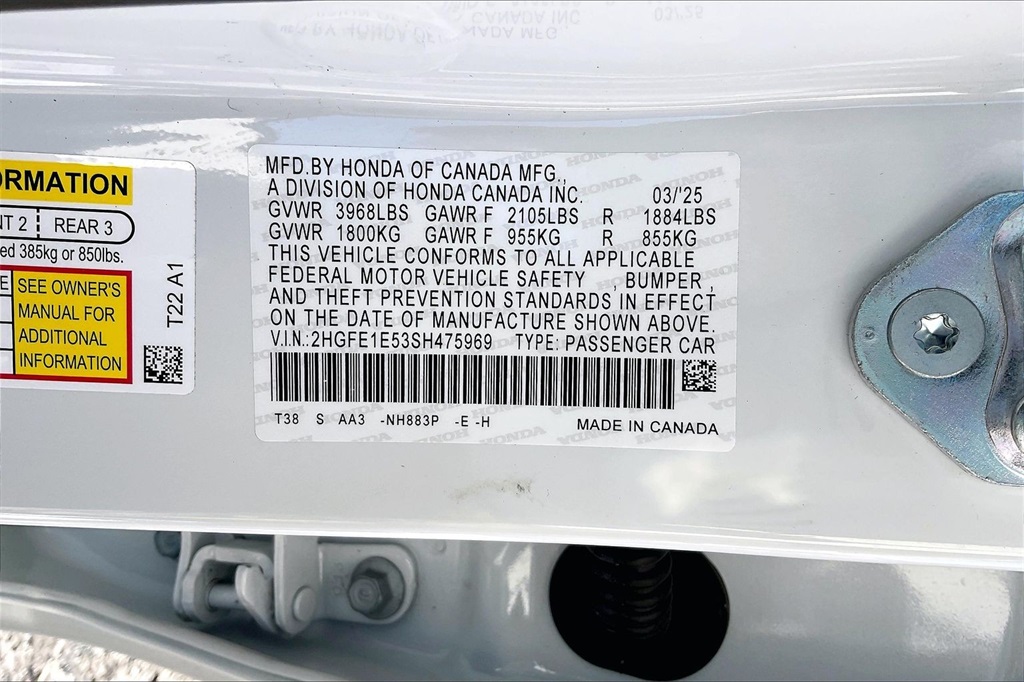 ORMATION
NT 2 REAR 3
ed 385kg or 850lbs.
E SEE OWNER'S
MANUAL FOR
ADDITIONAL
INFORMATION
T22 A1
MFD.BY HONDA OF CANADA MFG.,
A DIVISION OF HONDA CANADA INC. 03/'25
GVWR 3968LBS GAWR F 2105LBS R 1884LBS
GVWR 1800KG GAWR F 955KG R 855KG
THIS VEHICLE CONFORMS TO ALL APPLICABLE
FEDERAL MOTOR VEHICLE SAFETY , BUMPER ,
AND THEFT PREVENTION STANDARDS IN EFFECT
ON THE DATE OF MANUFACTURE SHOWN ABOVE.
V.I.N.:2HGFE1E53SH475969 TYPE: PASSENGER CAR
T38 S AA3 -NH883P -E -H MADE IN CANADA